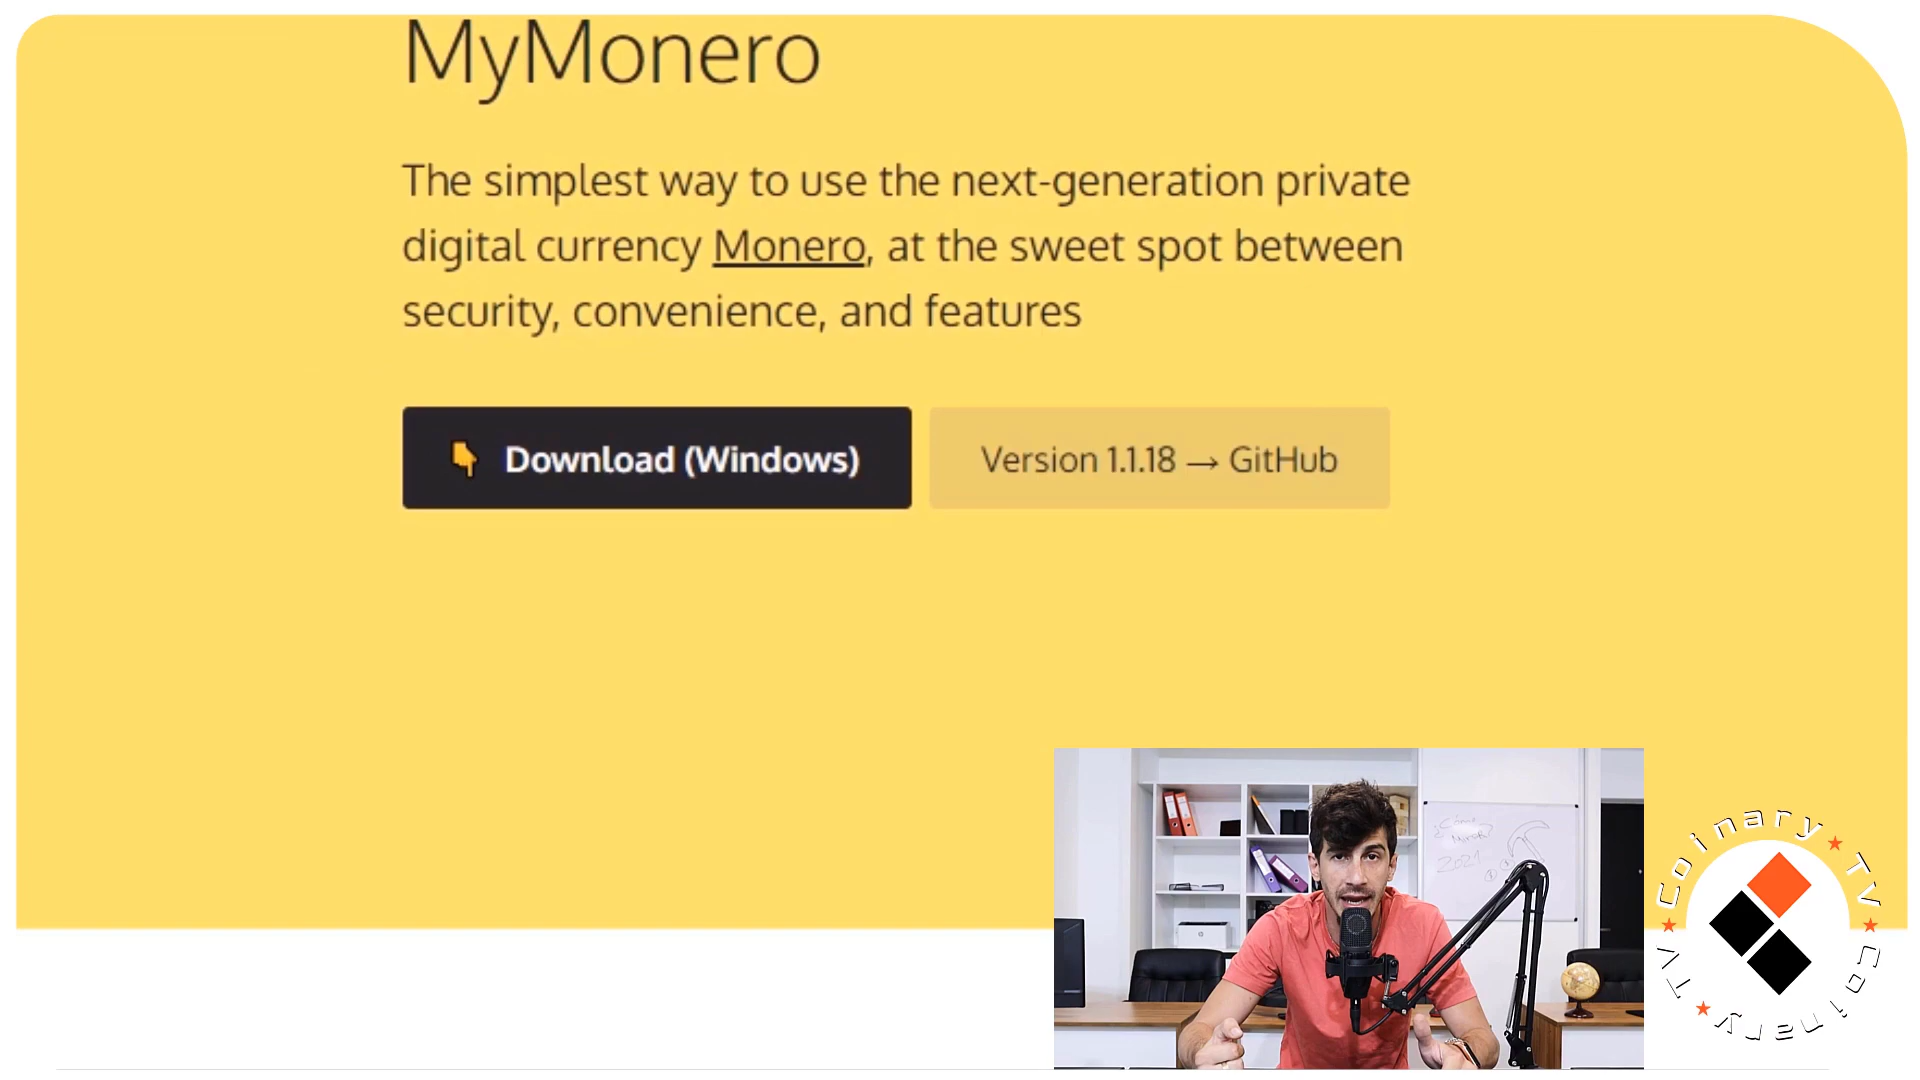 MyMonero
The simplest way to use the next-generation private
digital currency Monero, at the sweet spot between
security, convenience, and features
Download (Windows)
Version 1.1.18 → GitHub
2021
Coinary TV
Coinary TV